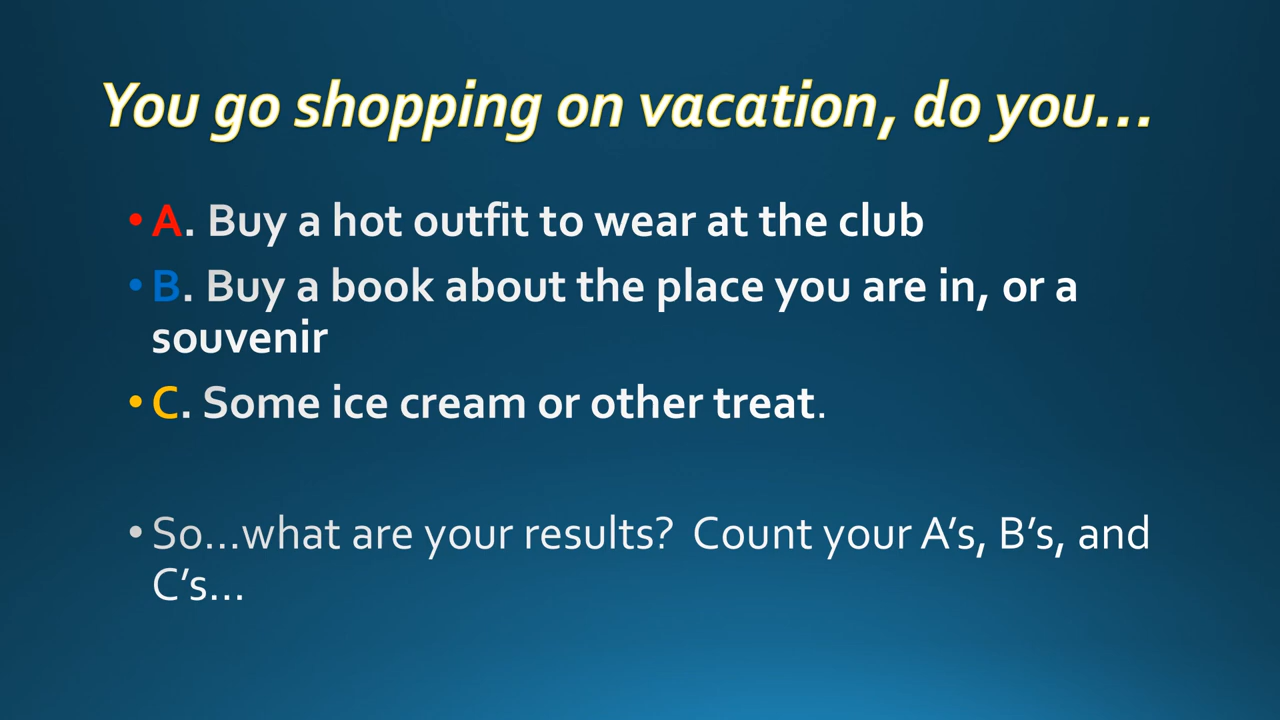 You go shopping on vacation, do you…
• A. Buy a hot outfit to wear at the club
• B. Buy a book about the place you are in, or a
souvenir
• C. Some ice cream or other treat.
• So…what are your results?  Count your A’s, B’s, and
C’s…